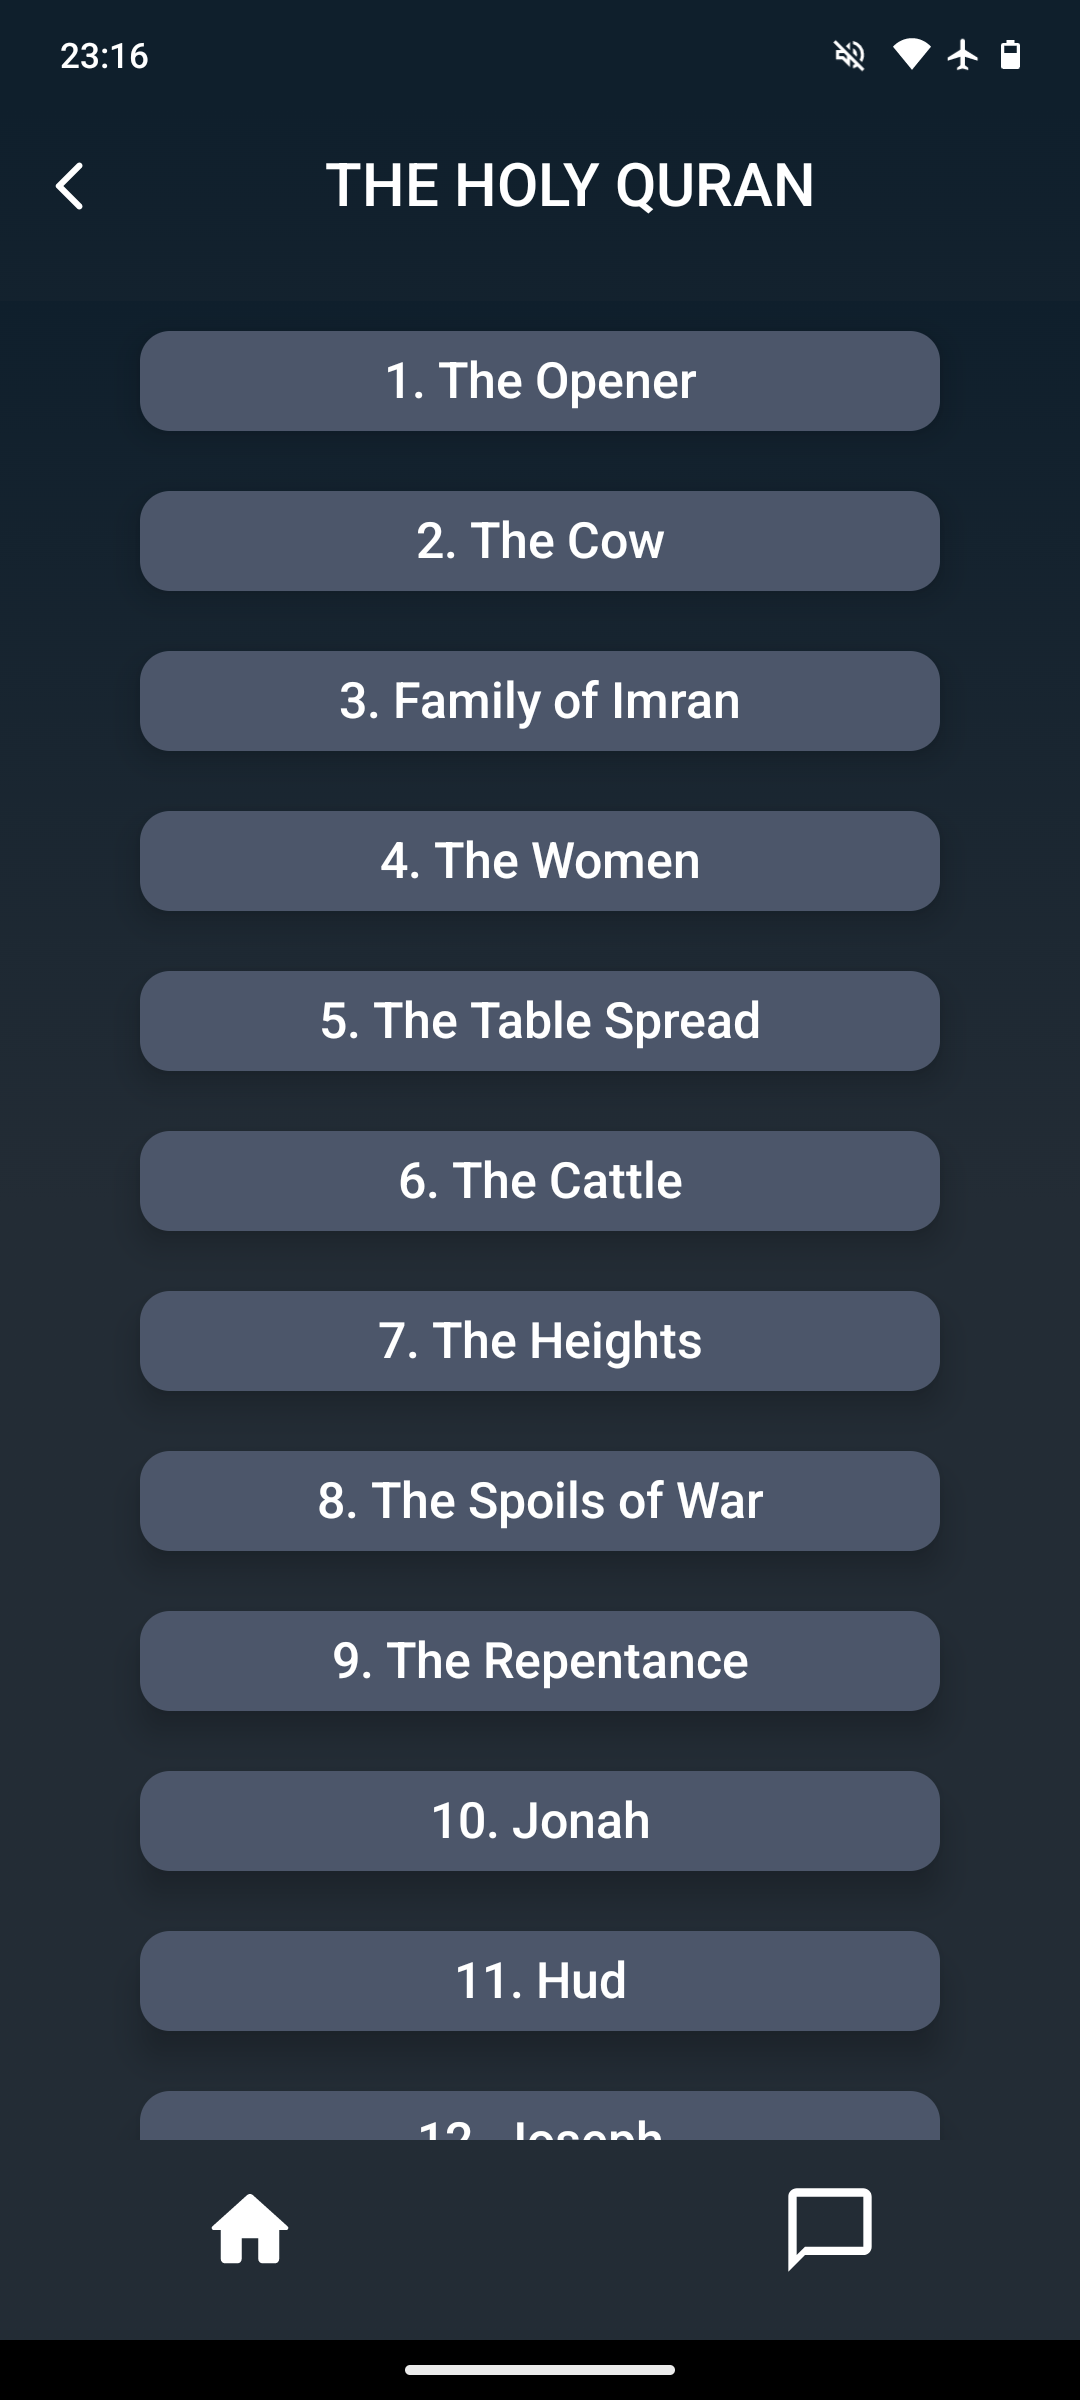 23:16
THE HOLY QURAN
1. The Opener
2. The Cow
3. Family of Imran
4. The Women
5. The Table Spread
6. The Cattle
7. The Heights
8. The Spoils of War
9. The Repentance
10. Jonah
11. Hud
12. Joseph